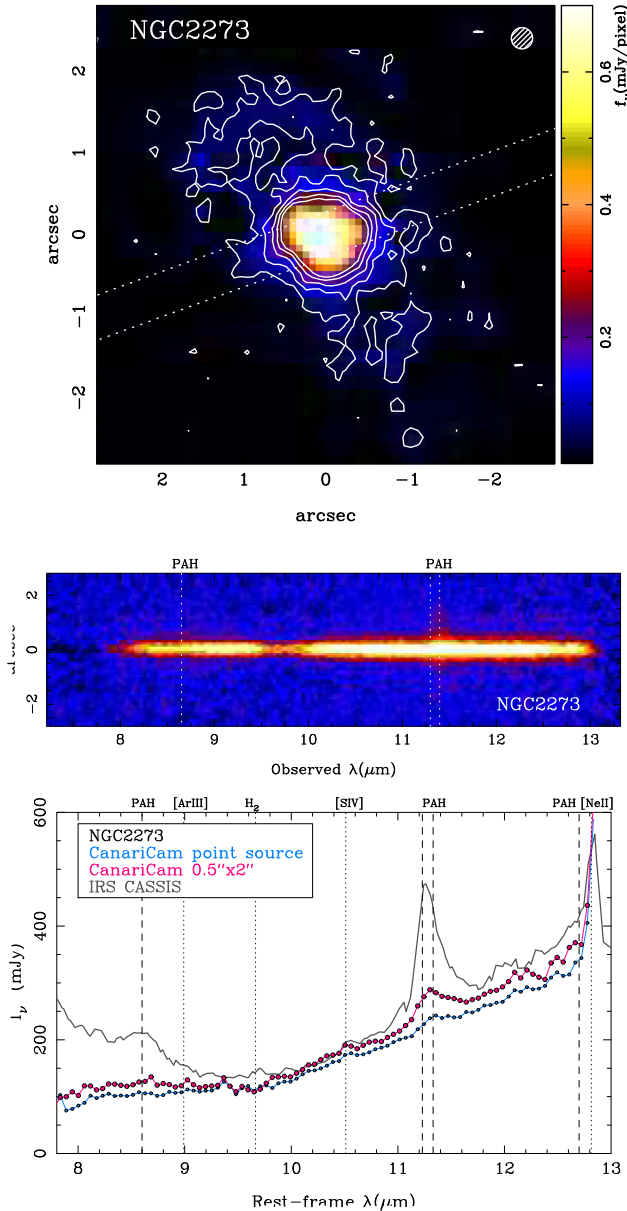 NGC2273
f_ν(mJy/pixel)
0.6
0.4
0.2
2
1
0
−1
−2
arcsec
2 1 0 −1 −2
arcsec
PAH PAH
2
0
−2
NGC2273
8 9 10 11 12 13
Observed λ(μm)
PAH [ArIII] H2 [SIV] PAH PAH [NeII]
600
400
200
0
(mJy)
NGC2273
CanariCam point source
CanariCam 0.5"x2"
IRS CASSIS
8 9 10 11 12 13
Rest−frame λ(μm)